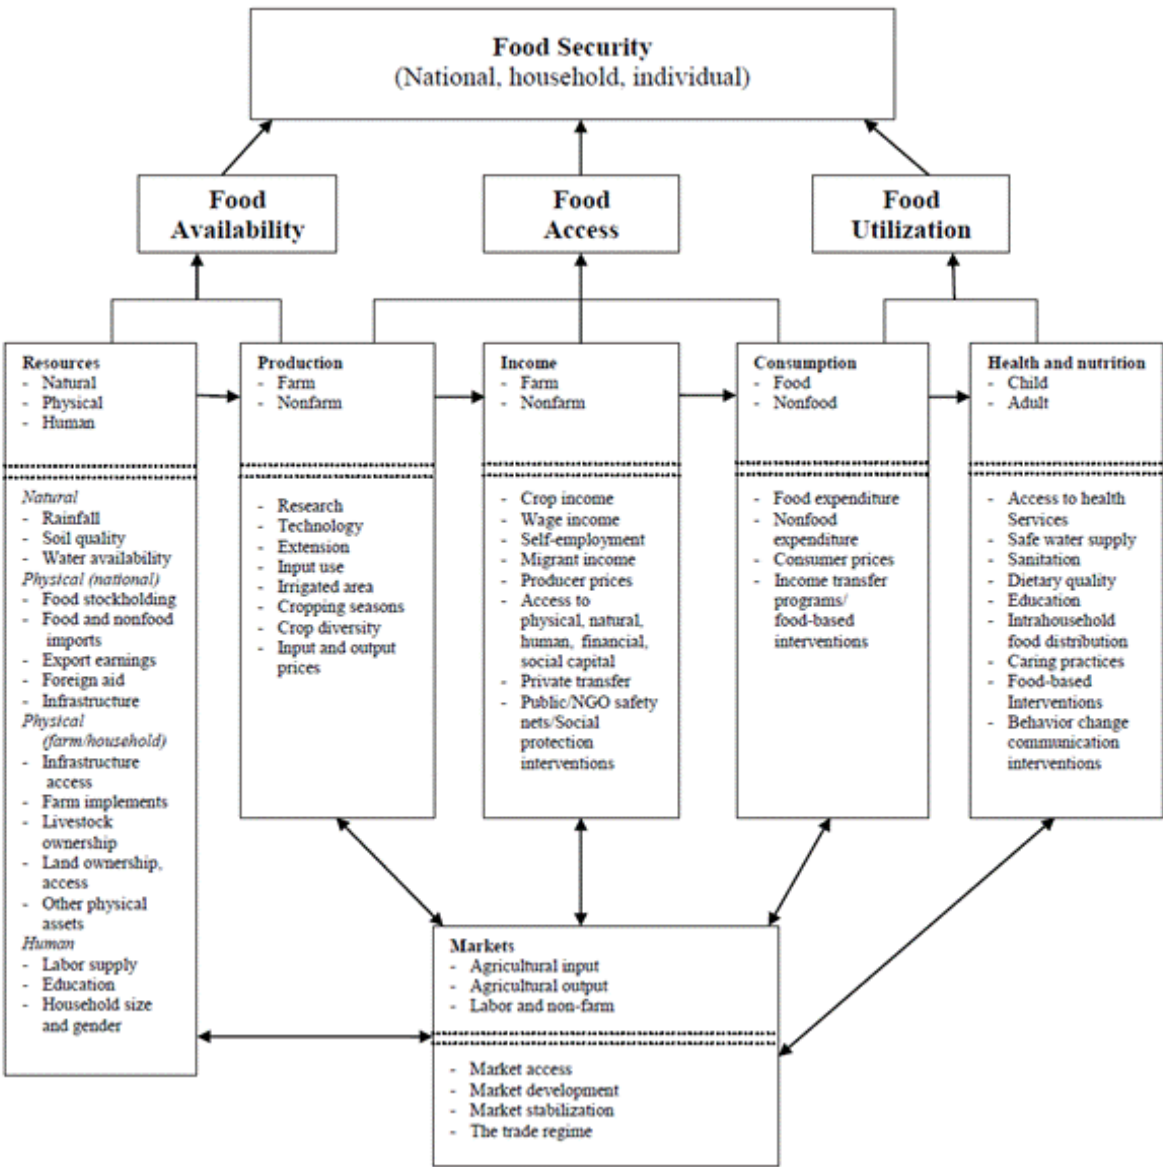 Food Security
(National, household, individual)
Food
Availability
Food
Access
Food
Utilization
Resources
- Natural
- Physical
- Human
Natural
- Rainfall
- Soil quality
- Water availability
Physical (national)
- Food stockholding
- Food and nonfood
imports
- Export earnings
- Foreign aid
- Infrastructure
Physical
(farm/household)
- Infrastructure
access
- Farm implements
- Livestock
ownership
- Land ownership,
access
- Other physical
assets
Human
- Labor supply
- Education
- Household size
and gender
Production
- Farm
- Nonfarm
- Research
- Technology
- Extension
- Input use
- Irrigated area
- Cropping seasons
- Crop diversity
- Input and output
prices
Income
- Farm
- Nonfarm
- Crop income
- Wage income
- Self-employment
- Migrant income
- Producer prices
- Access to
physical, natural,
human, financial,
social capital
- Private transfer
- Public/NGO safety
nets/Social
protection
interventions
Consumption
- Food
- Nonfood
- Food expenditure
- Nonfood
expenditure
- Consumer prices
- Income transfer
programs/
food-based
interventions
Health and nutrition
- Child
- Adult
- Access to health
Services
- Safe water supply
- Sanitation
- Dietary quality
- Education
- Intrahousehold
food distribution
- Caring practices
- Food-based
Interventions
- Behavior change
communication
interventions
Markets
- Agricultural input
- Agricultural output
- Labor and non-farm
- Market access
- Market development
- Market stabilization
- The trade regime